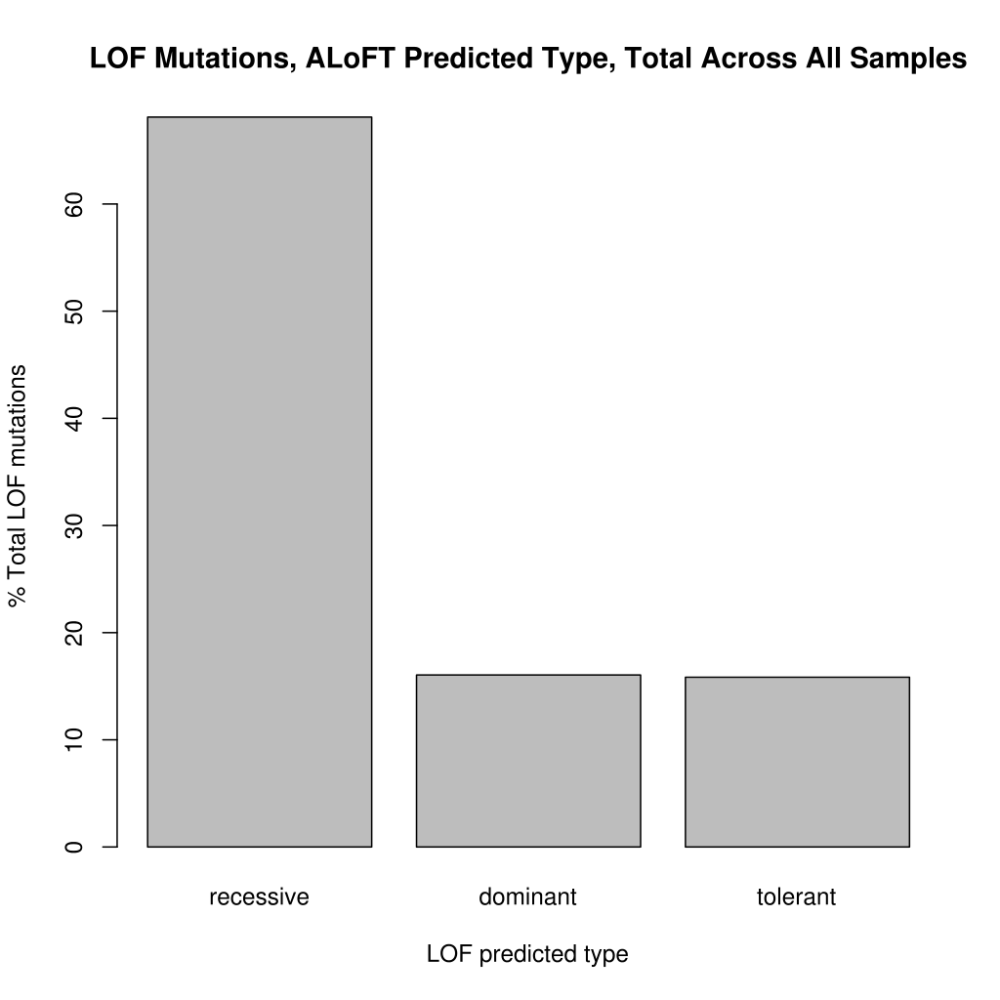 LOF Mutations, ALoFT Predicted Type, Total Across All Samples
% Total LOF mutations
60
50
40
30
20
10
0
recessive dominant tolerant
LOF predicted type